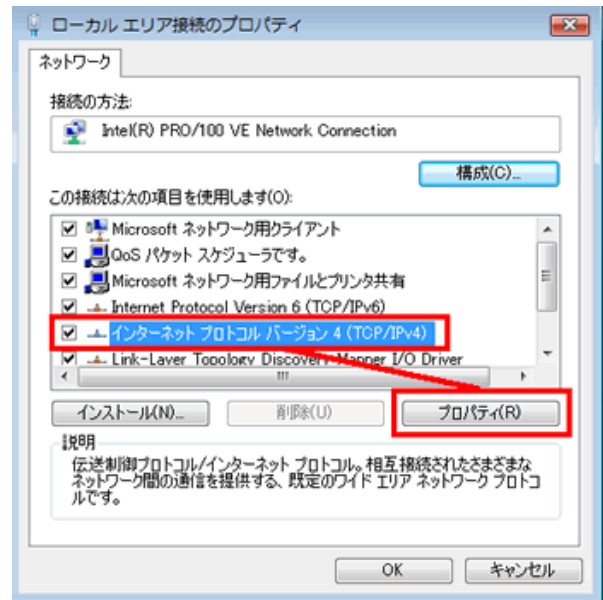 ローカル エリア接続のプロパティ
ネットワーク
接続の方法:
Intel(R) PRO/100 VE Network Connection
構成(C)...
この接続は次の項目を使用します(O):
Microsoft ネットワーク用クライアント
QoS パケット スケジューラです。
Microsoft ネットワーク用ファイルとプリンタ共有
Internet Protocol Version 6 (TCP/IPv6)
インターネット プロトコル バージョン 4 (TCP/IPv4)
Link-Layer Topology Discovery Mapper I/O Driver
インストール(N)...
削除(U)
プロパティ(R)
説明
伝送制御プロトコル/インターネット プロトコル。相互接続されたさまざまな
ネットワーク間の通信を提供する、既定のワイド エリア ネットワーク プロトコ
ルです。
OK
キャンセル